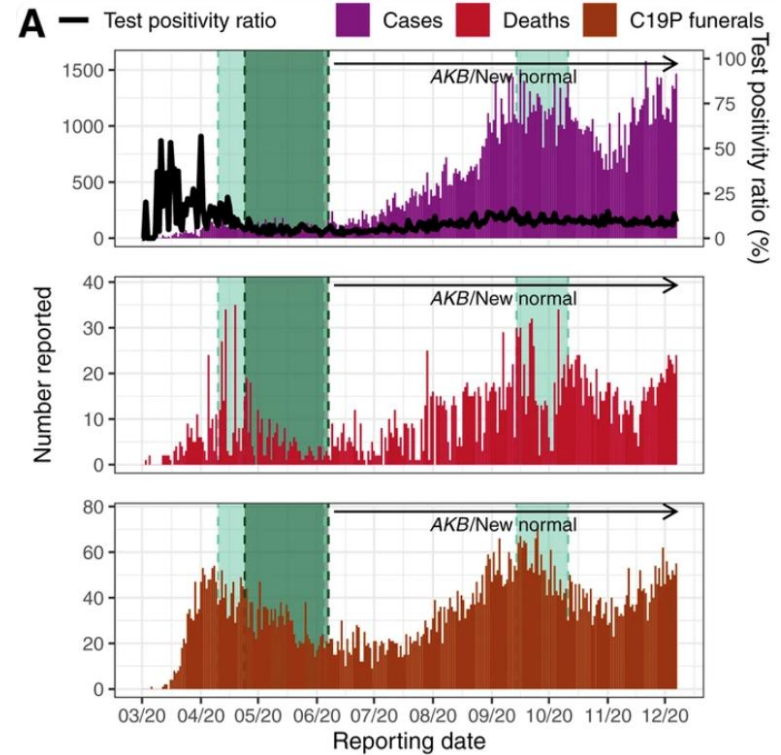 A Test positivity ratio Cases Deaths C19P funerals
1500
1000
500
0
AKB/New normal
100
75
50
25
0
Test positivity ratio (%)
40
30
20
10
0
AKB/New normal
Number reported
80
60
40
20
0
AKB/New normal
03/20 04/20 05/20 06/20 07/20 08/20 09/20 10/20 11/20 12/20
Reporting date